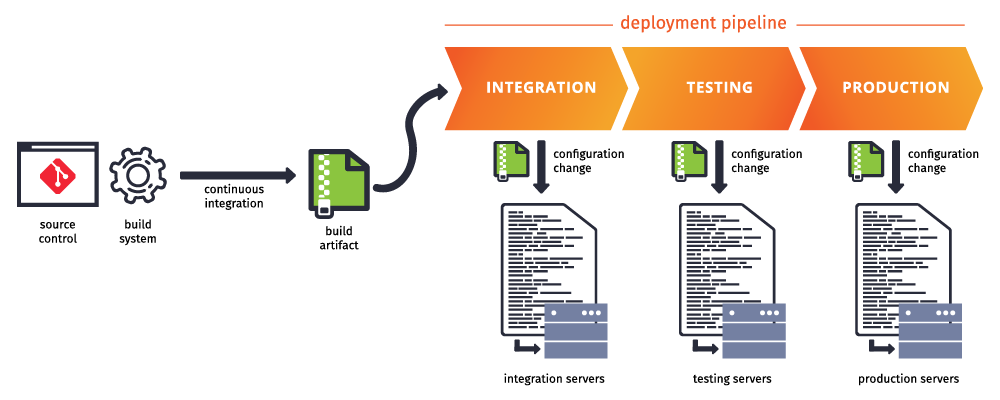 deployment pipeline
INTEGRATION
TESTING
PRODUCTION
configuration
change
configuration
change
configuration
change
continuous
integration
source
control
build
system
build
artifact
integration servers
testing servers
production servers